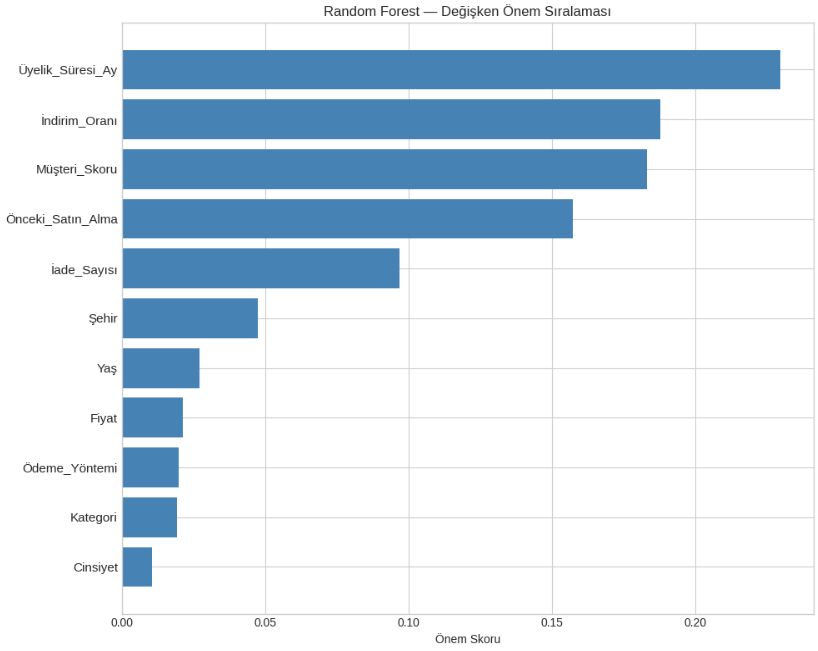 Random Forest — Değişken Önem Sıralaması
Üyelik_Süresi_Ay
İndirim_Oranı
Müşteri_Skoru
Önceki_Satın_Alma
İade_Sayısı
Şehir
Yaş
Fiyat
Ödeme_Yöntemi
Kategori
Cinsiyet
0.00 0.05 0.10 0.15 0.20
Önem Skoru